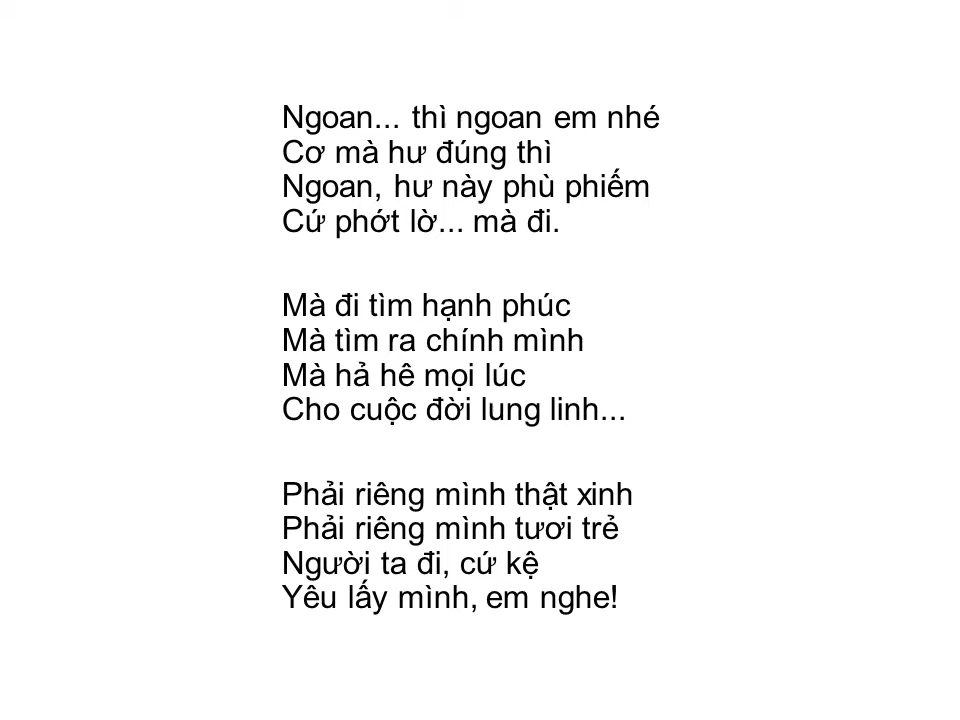 Ngoan... thì ngoan em nhé
Cơ mà hư đúng thì
Ngoan, hư này phù phiếm
Cứ phớt lờ... mà đi.
Mà đi tìm hạnh phúc
Mà tìm ra chính mình
Mà hả hê mọi lúc
Cho cuộc đời lung linh...
Phải riêng mình thật xinh
Phải riêng mình tươi trẻ
Người ta đi, cứ kệ
Yêu lấy mình, em nghe!